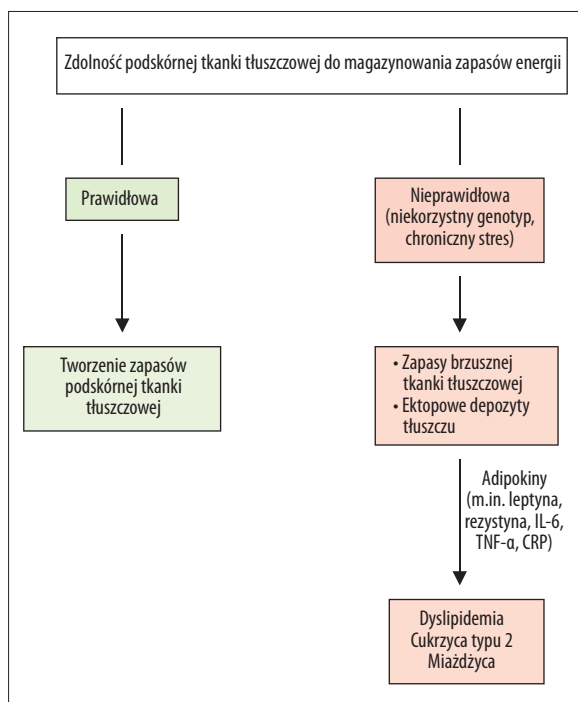 Zdolność podskórnej tkanki tłuszczowej do magazynowania zapasów energii
Prawidłowa
Nieprawidłowa
(niekorzystny genotyp,
chroniczny stres)
Tworzenie zapasów
podskórnej tkanki
tłuszczowej
• Zapasy brzusznej
tkanki tłuszczowej
• Ektopowe depozyty
tłuszczu
Adipokiny
(m.in. leptyna,
rezystyna, IL-6,
TNF-α, CRP)
Dyslipidemia
Cukrzyca typu 2
Miażdżyca